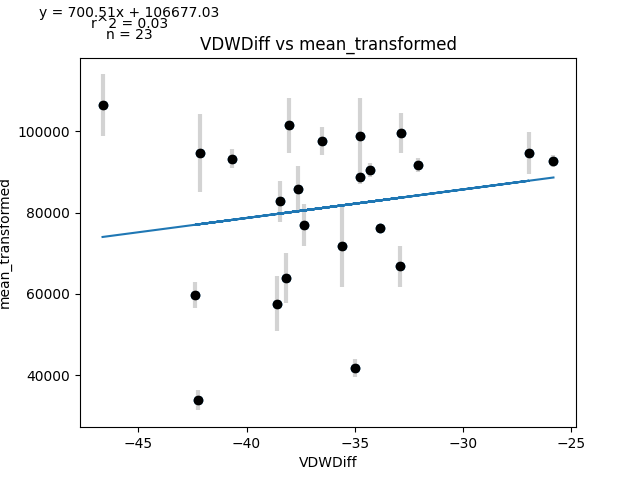 y = 700.51x + 106677.03
r^2 = 0.03
n = 23
VDWDiff vs mean_transformed
mean_transformed
100000
80000
60000
40000
−45
−40
−35
−30
−25
VDWDiff